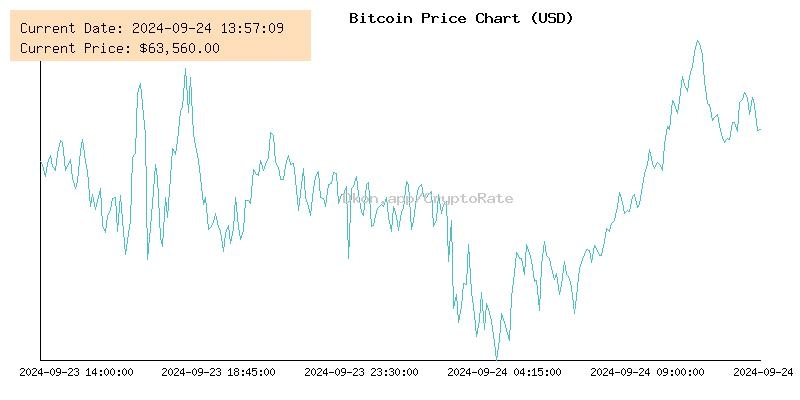 Bitcoin Price Chart (USD)
Current Date: 2024-09-24 13:57:09
Current Price: $63,560.00
Okon.app/CryptoRate
2024-09-23 14:00:00
2024-09-23 18:45:00
2024-09-23 23:30:00
2024-09-24 04:15:00
2024-09-24 09:00:00
2024-09-24